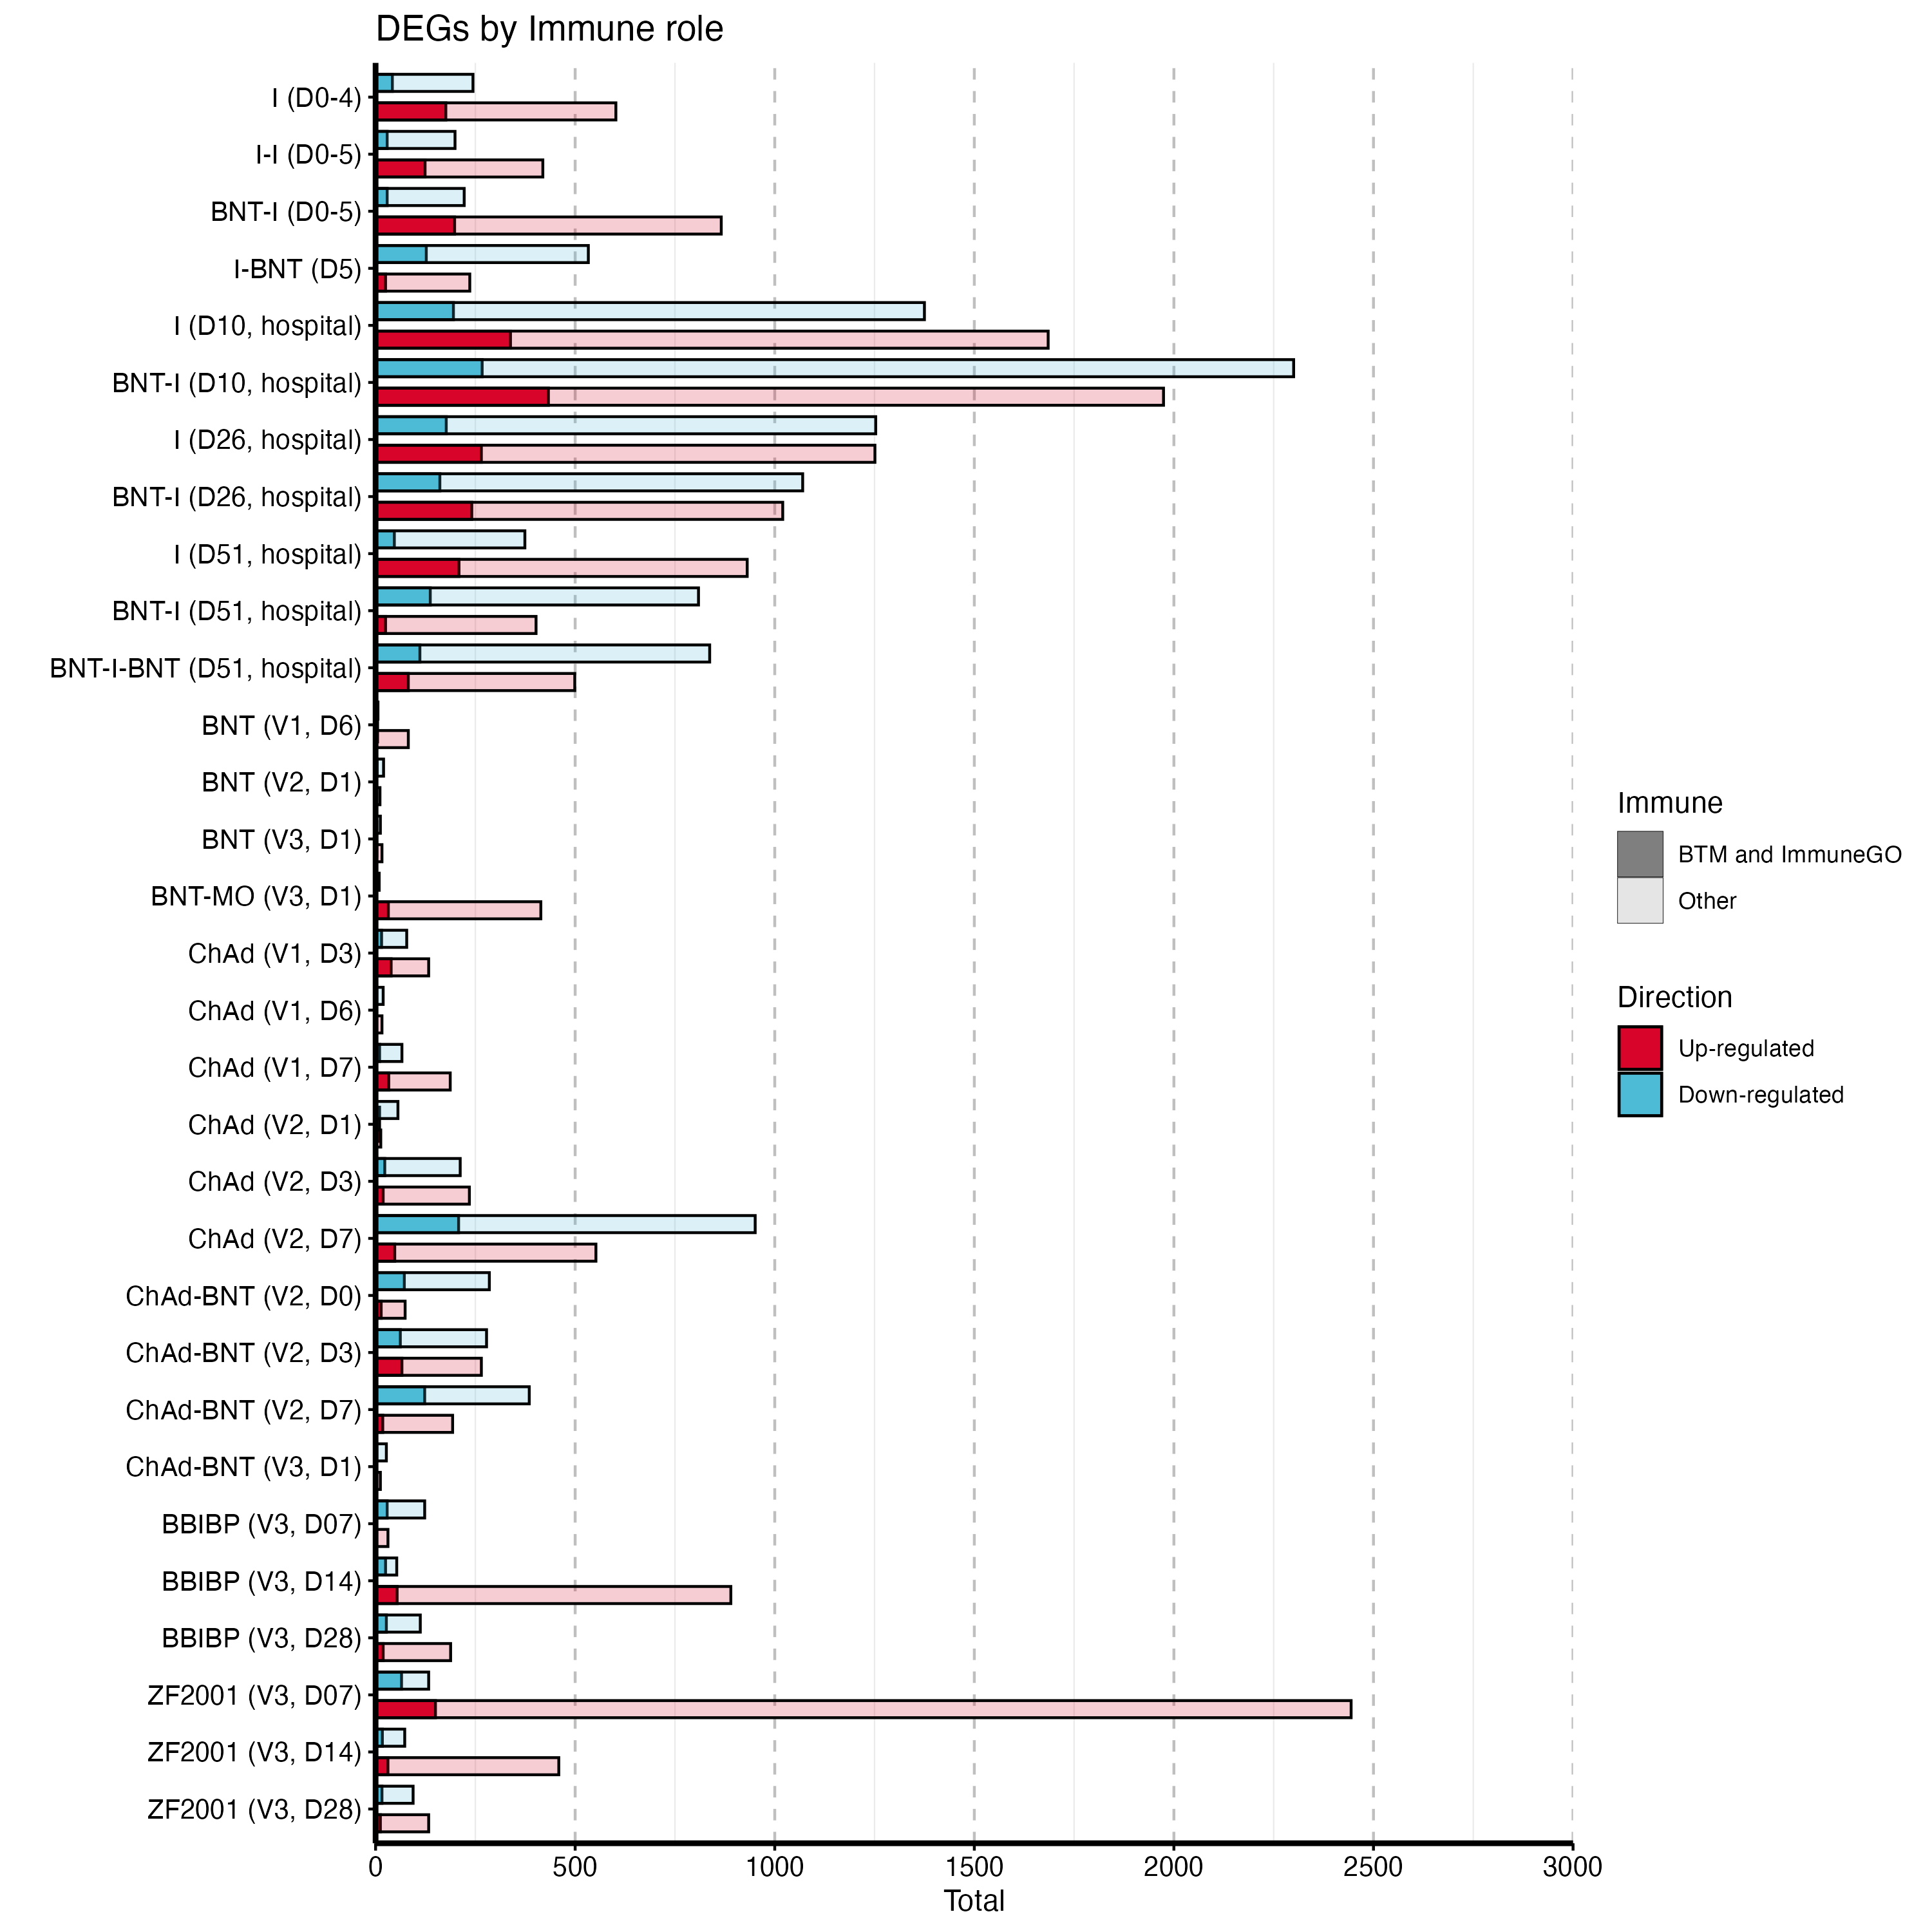 DEGs by Immune role
I (D0-4)
I-I (D0-5)
BNT-I (D0-5)
I-BNT (D5)
I (D10, hospital)
BNT-I (D10, hospital)
I (D26, hospital)
BNT-I (D26, hospital)
I (D51, hospital)
BNT-I (D51, hospital)
BNT-I-BNT (D51, hospital)
BNT (V1, D6)
BNT (V2, D1)
BNT (V3, D1)
BNT-MO (V3, D1)
ChAd (V1, D3)
ChAd (V1, D6)
ChAd (V1, D7)
ChAd (V2, D1)
ChAd (V2, D3)
ChAd (V2, D7)
ChAd-BNT (V2, D0)
ChAd-BNT (V2, D3)
ChAd-BNT (V2, D7)
ChAd-BNT (V3, D1)
BBIBP (V3, D07)
BBIBP (V3, D14)
BBIBP (V3, D28)
ZF2001 (V3, D07)
ZF2001 (V3, D14)
ZF2001 (V3, D28)
0 500 1000 1500 2000 2500 3000
Total
Immune
BTM and ImmuneGO
Other
Direction
Up-regulated
Down-regulated